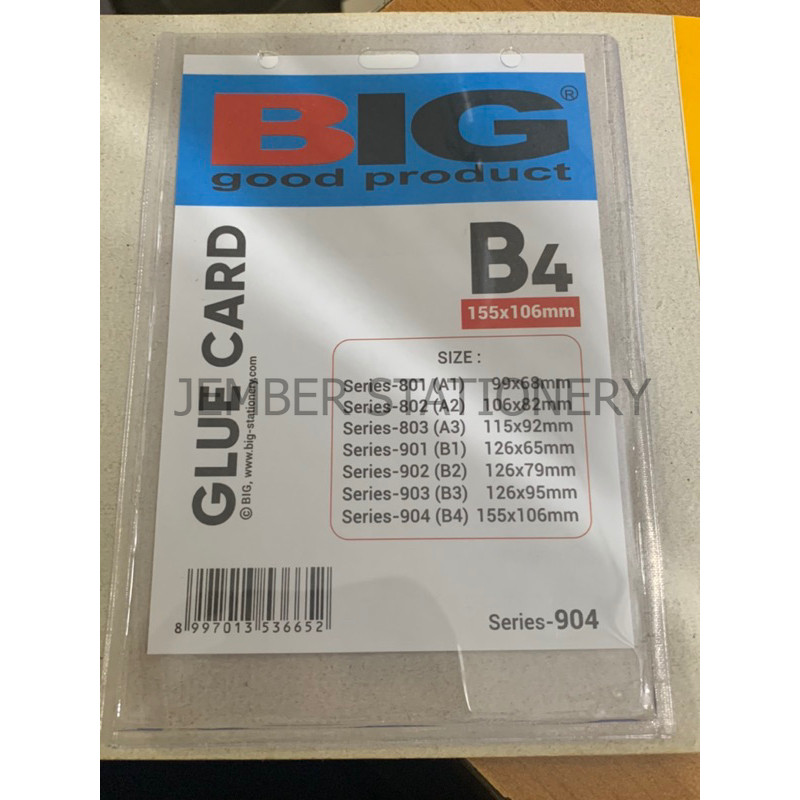 BIG®
good product
GLUE CARD
© BIG, www.big-stationery.com
B4
155x106mm
SIZE :
Series-801 (A1) 99x68mm
JEMBER STATIONERY
Series-802 (A2) 106x82mm
Series-803 (A3) 115x92mm
Series-901 (B1) 126x65mm
Series-902 (B2) 126x79mm
Series-903 (B3) 126x95mm
Series-904 (B4) 155x106mm
8 997013 536652
Series-904